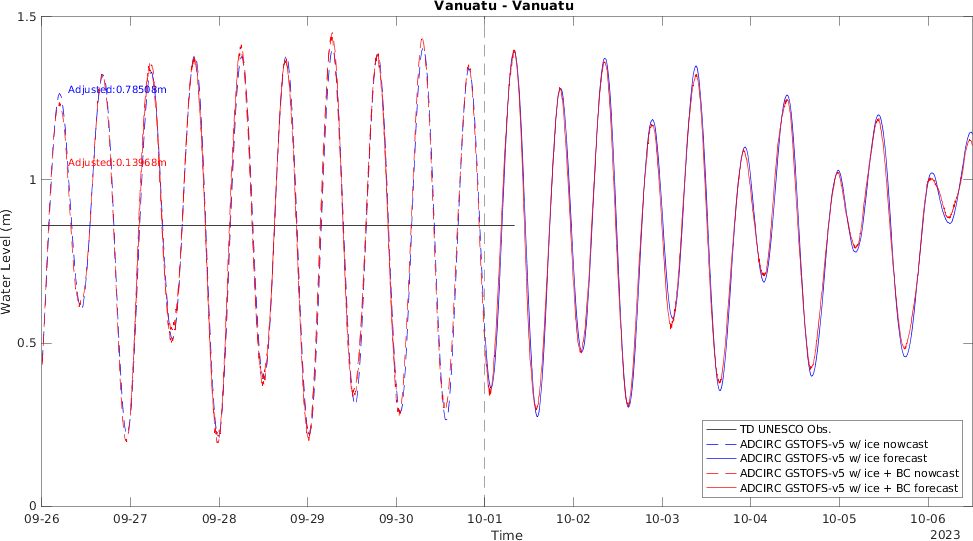 Vanuatu - Vanuatu
1.5
1
0.5
0
Water Level (m)
Adjusted:0.78508m
Adjusted:0.13968m
TD UNESCO Obs.
ADCIRC GSTOFS-v5 w/ ice nowcast
ADCIRC GSTOFS-v5 w/ ice forecast
ADCIRC GSTOFS-v5 w/ ice + BC nowcast
ADCIRC GSTOFS-v5 w/ ice + BC forecast
09-26 09-27 09-28 09-29 09-30 10-01 10-02 10-03 10-04 10-05 10-06
Time
2023